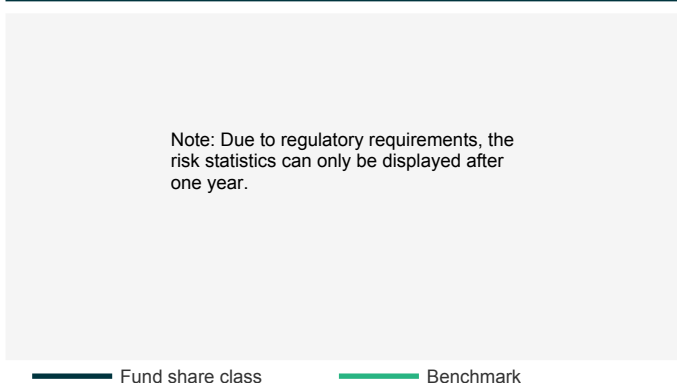 Note: Due to regulatory requirements, the
risk statistics can only be displayed after
one year.
Fund share class Benchmark